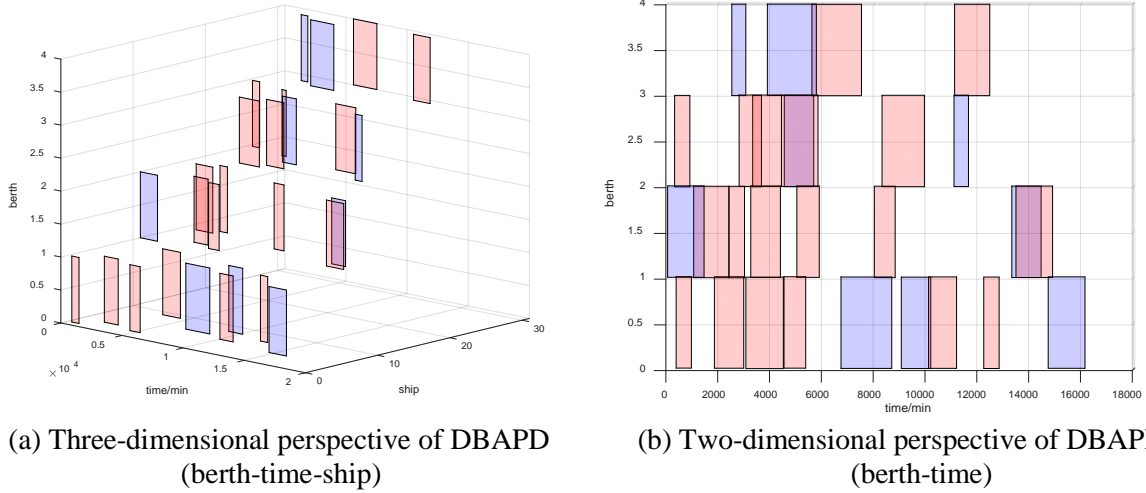 4
3.5
3
2.5
2
1.5
1
0.5
0
berth
0
0.5
1
1.5
2
× 10 4
time/min
0
10
20
30
ship
4
3.5
3
2.5
2
1.5
1
0.5
0
berth
0 2000 4000 6000 8000 10000 12000 14000 16000 18000
time/min
(a) Three-dimensional perspective of DBAPD
(berth-time-ship)
(b) Two-dimensional perspective of DBAP
(berth-time)